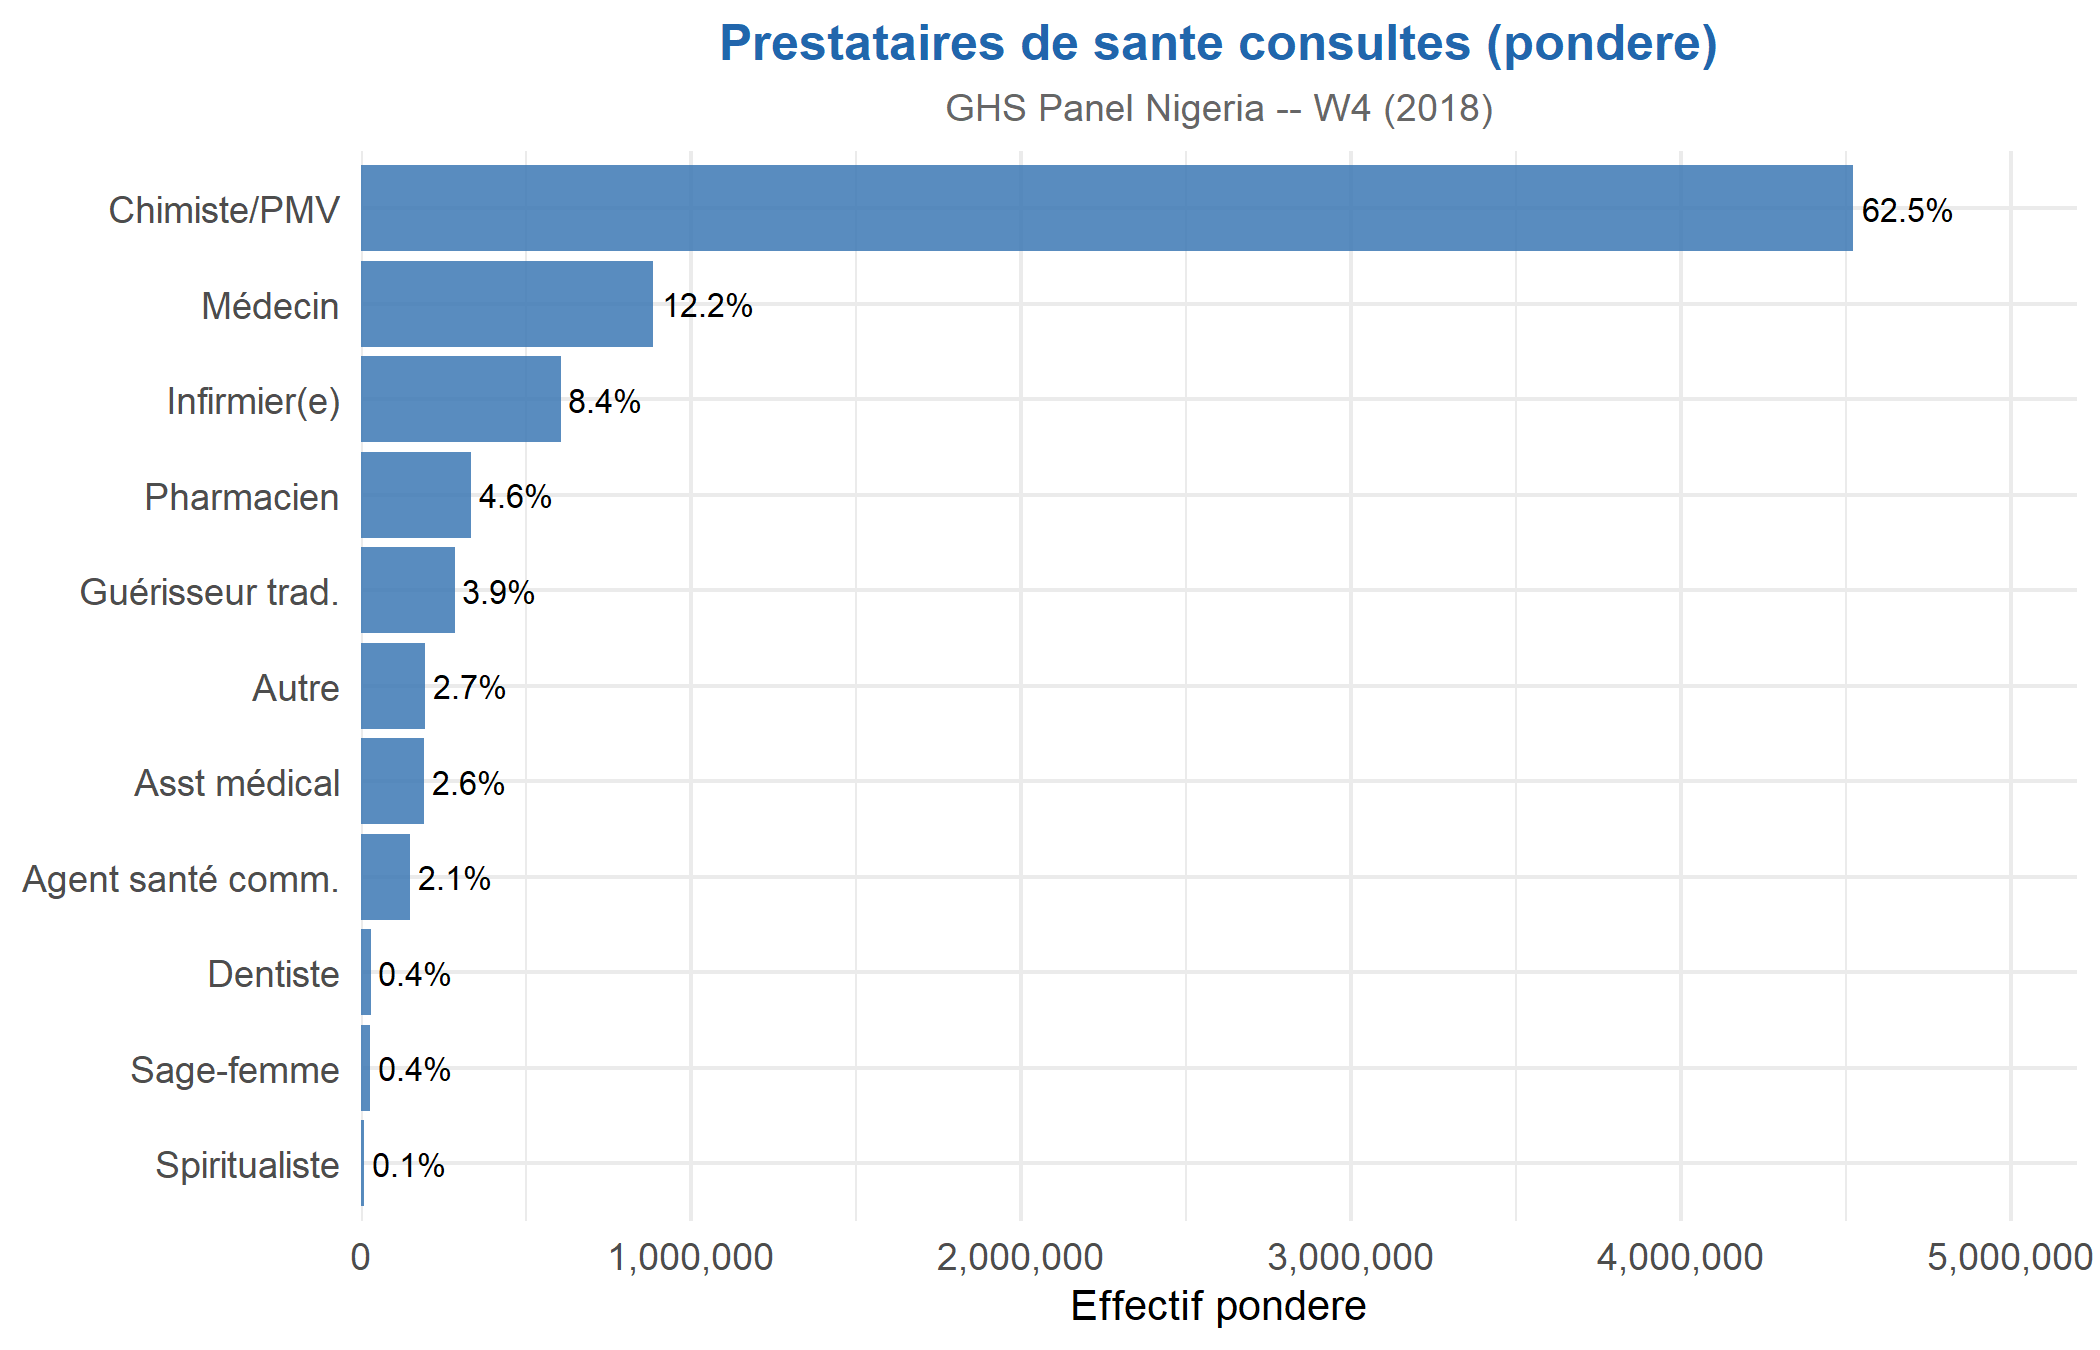 Prestataires de sante consultes (pondere)
GHS Panel Nigeria -- W4 (2018)
Chimiste/PMV 62.5%
Médecin 12.2%
Infirmier(e) 8.4%
Pharmacien 4.6%
Guérisseur trad. 3.9%
Autre 2.7%
Asst médical 2.6%
Agent santé comm. 2.1%
Dentiste 0.4%
Sage-femme 0.4%
Spiritualiste 0.1%
0 1,000,000 2,000,000 3,000,000 4,000,000 5,000,000
Effectif pondere